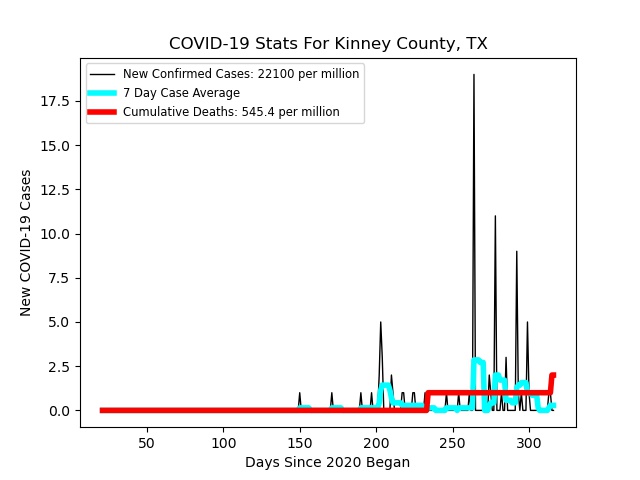 COVID-19 Stats For Kinney County, TX
New Confirmed Cases: 22100 per million
7 Day Case Average
Cumulative Deaths: 545.4 per million
New COVID-19 Cases
17.5
15.0
12.5
10.0
7.5
5.0
2.5
0.0
50 100 150 200 250 300
Days Since 2020 Began